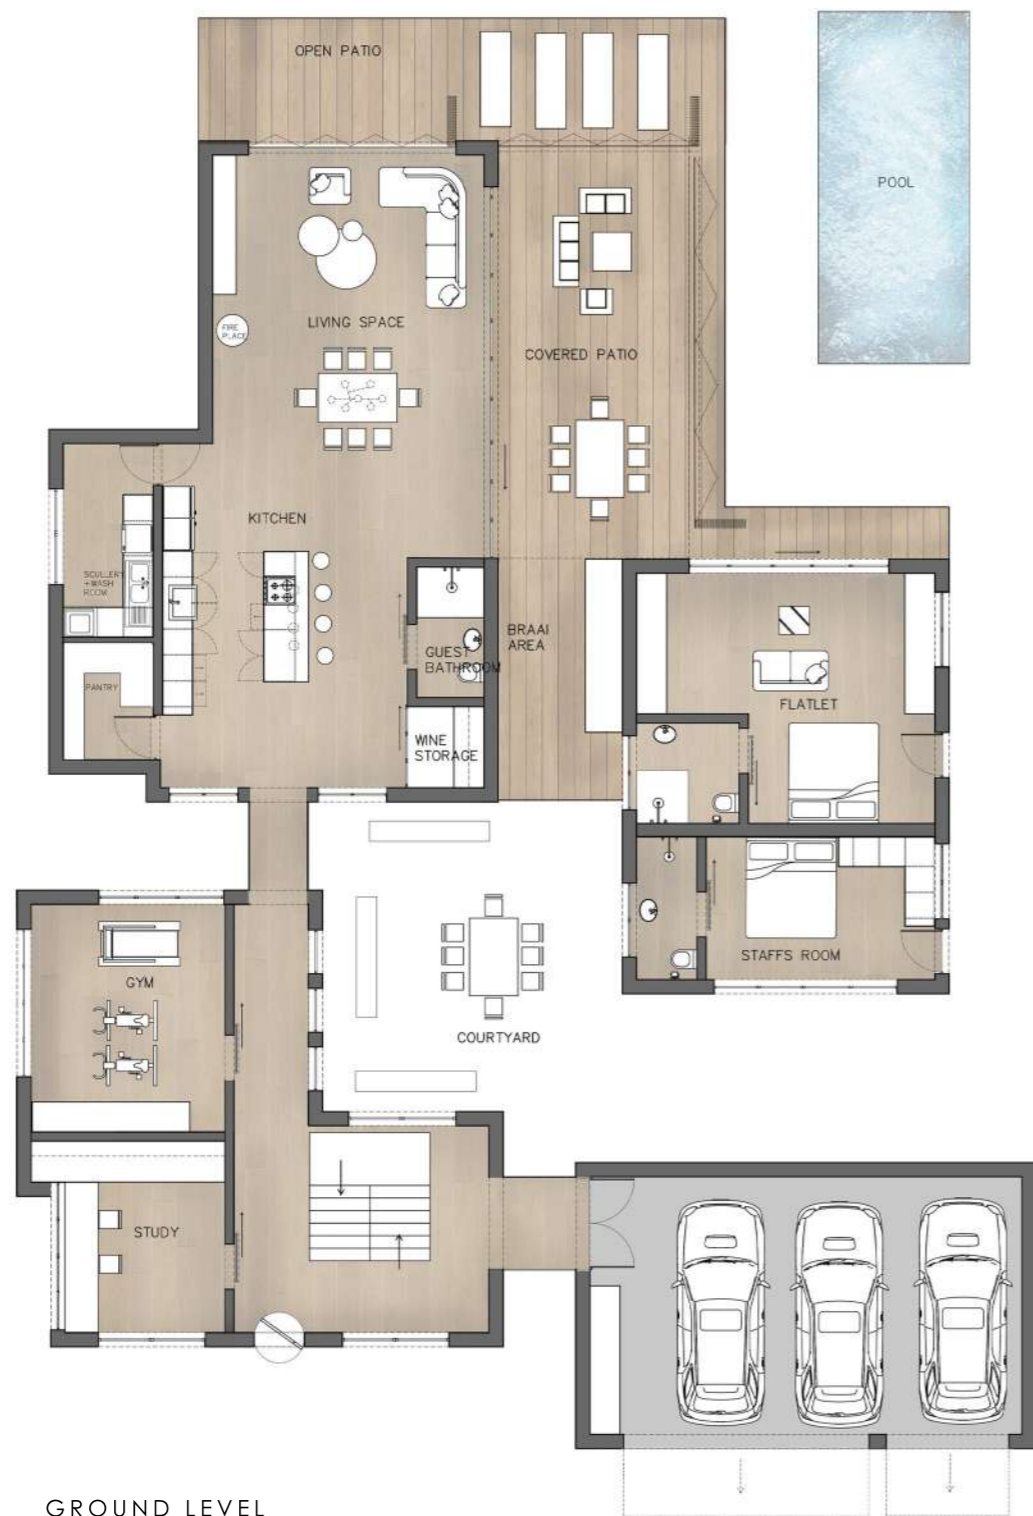 OPEN PATIO
POOL
LIVING SPACE
FIRE
PLACE
COVERED PATIO
KITCHEN
SCULLERY
+ WASH
ROOM
GUEST
BATHROOM
BRAAI
AREA
PANTRY
FLATLET
WINE
STORAGE
STAFFS ROOM
GYM
COURTYARD
STUDY
GROUND LEVEL